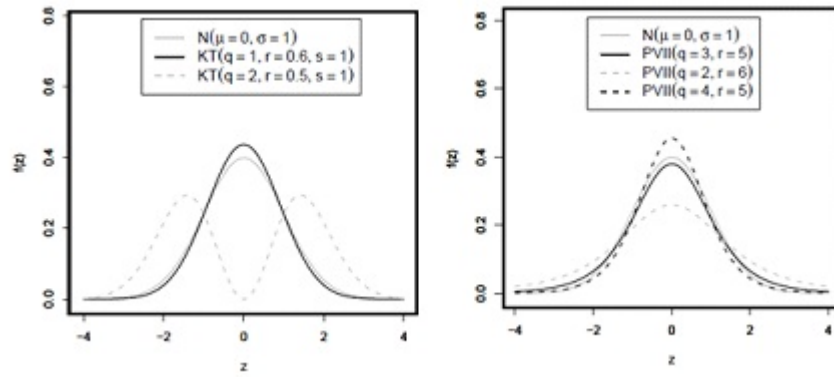 N(μ=0, σ=1)
KT(q=1, r=0.6, s=1)
KT(q=2, r=0.5, s=1)
f(z)
0.0 0.2 0.4 0.6 0.8
−4 −2 0 2 4
z
N(μ=0, σ=1)
PVII(q=3, r=5)
PVII(q=2, r=6)
PVII(q=4, r=5)
f(z)
0.0 0.2 0.4 0.6 0.8
−4 −2 0 2 4
z